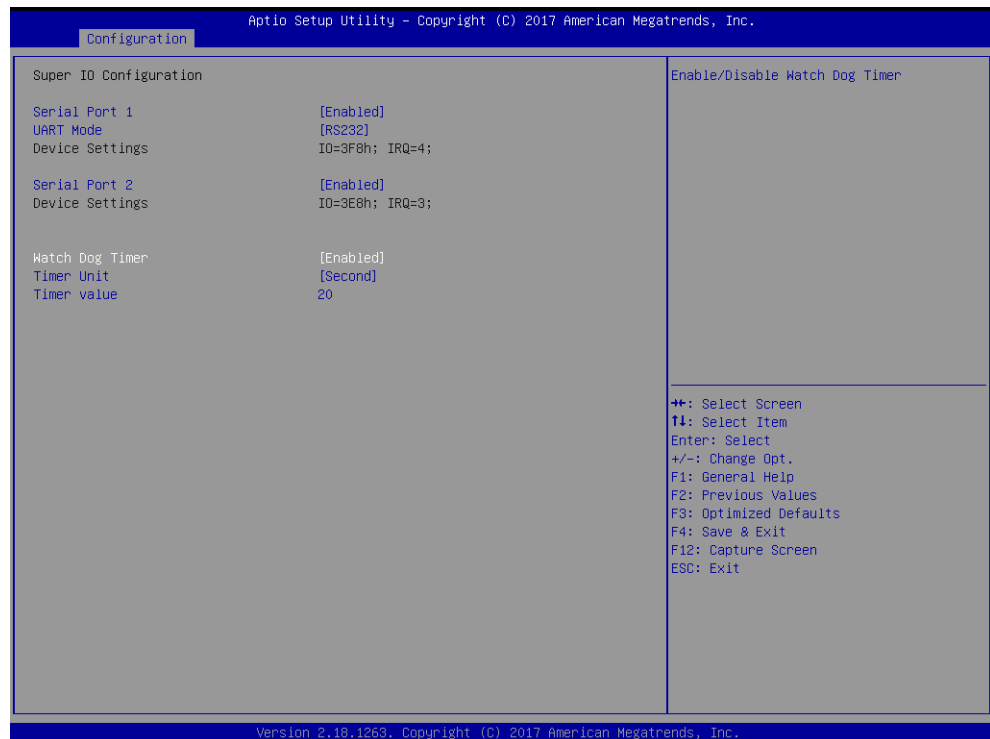 Aptio Setup Utility – Copyright (C) 2017 American Megatrends, Inc.
Configuration
Super IO Configuration
Serial Port 1 [Enabled]
UART Mode [RS232]
Device Settings IO=3F8h; IRQ=4;
Serial Port 2 [Enabled]
Device Settings IO=3E8h; IRQ=3;
Watch Dog Timer [Enabled]
Timer Unit [Second]
Timer value 20
Enable/Disable Watch Dog Timer
→←: Select Screen
↑↓: Select Item
Enter: Select
+/-: Change Opt.
F1: General Help
F2: Previous Values
F3: Optimized Defaults
F4: Save & Exit
F12: Capture Screen
ESC: Exit
Version 2.18.1263. Copyright (C) 2017 American Megatrends, Inc.